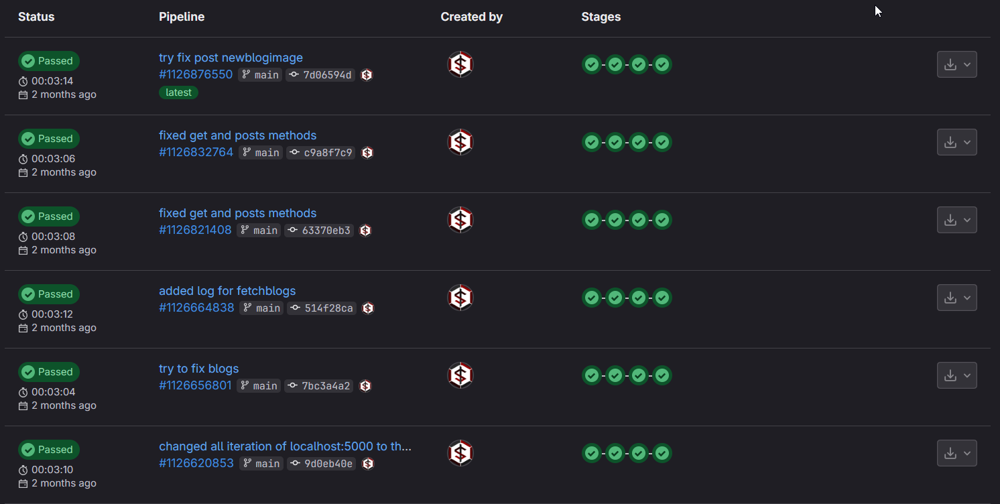 Status Pipeline Created by Stages
Passed try fix post newblogimage
00:03:14 #1126876550 main 7d06594d
2 months ago latest
Passed fixed get and posts methods
00:03:06 #1126832764 main c9a8f7c9
2 months ago
Passed fixed get and posts methods
00:03:08 #1126821408 main 63370eb3
2 months ago
Passed added log for fetchblogs
00:03:12 #1126664838 main 514f28ca
2 months ago
Passed try to fix blogs
00:03:04 #1126656801 main 7bc3a4a2
2 months ago
Passed changed all iteration of localhost:5000 to th...
00:03:10 #1126620853 main 9d0eb40e
2 months ago